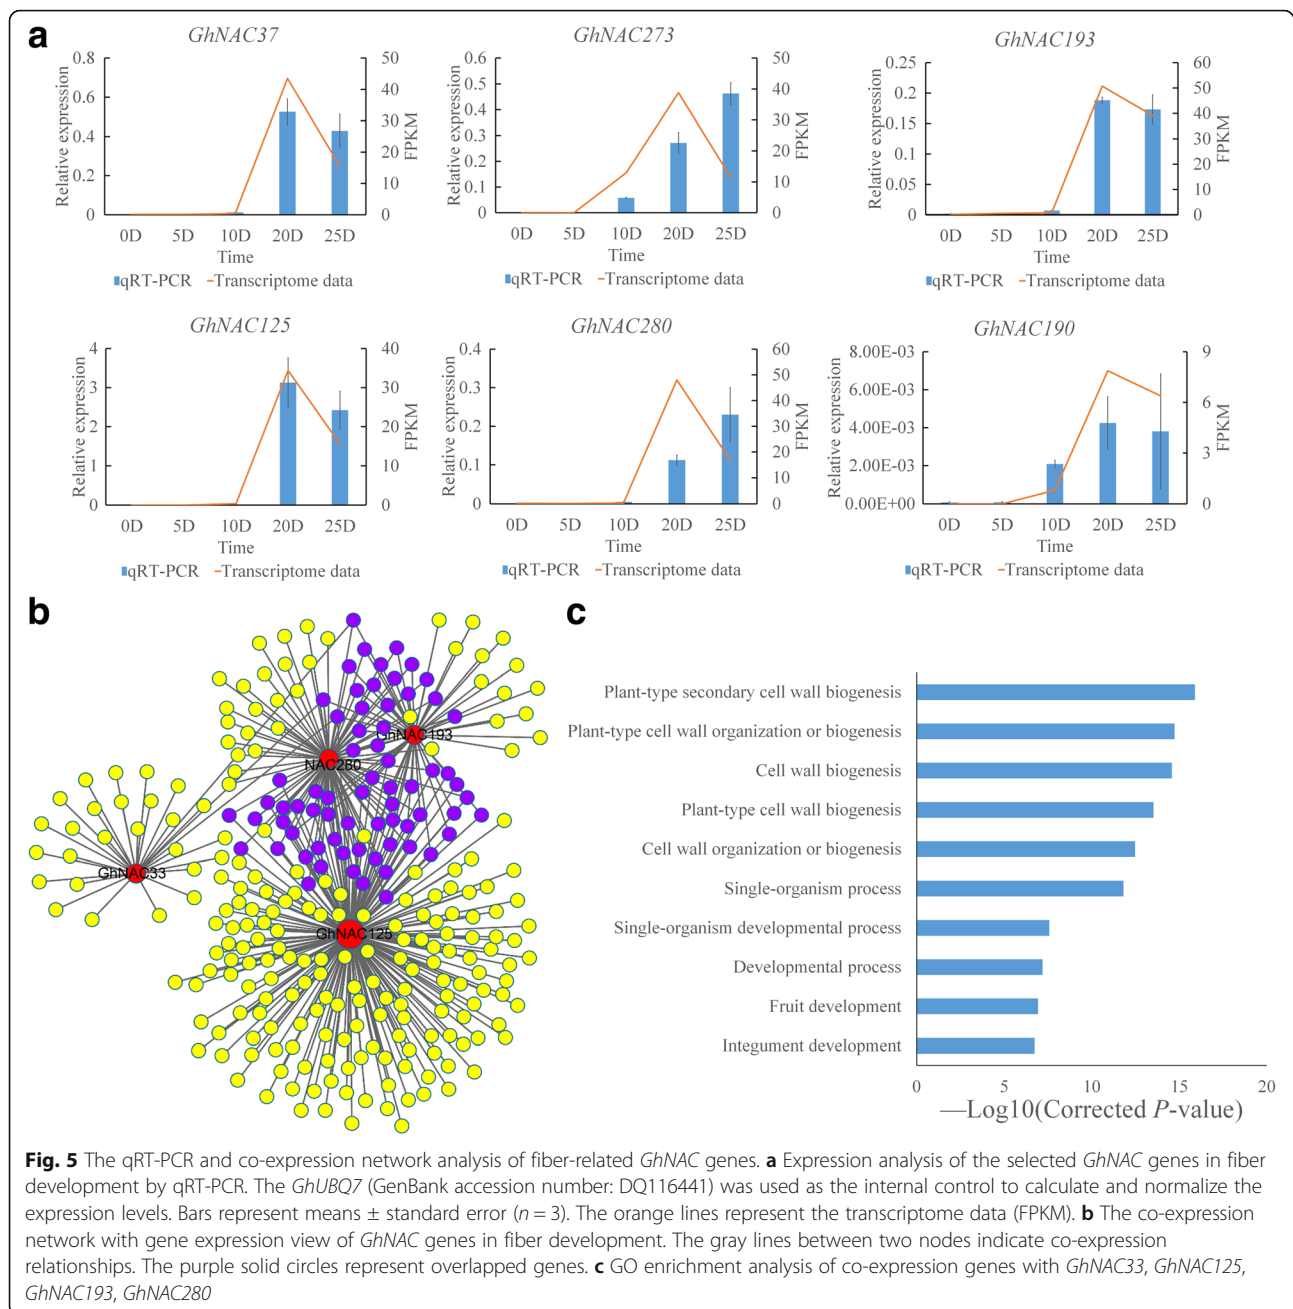 a
GhNAC37
0.8
0.6
0.4
0.2
0
Relative expression
50
40
30
20
10
0
FPKM
0D 5D 10D 20D 25D
Time
qRT-PCR Transcriptome data
GhNAC273
0.6
0.5
0.4
0.3
0.2
0.1
0
Relative expression
50
40
30
20
10
0
FPKM
0D 5D 10D 20D 25D
Time
qRT-PCR Transcriptome data
GhNAC193
0.25
0.2
0.15
0.1
0.05
0
Relative expression
60
50
40
30
20
10
0
FPKM
0D 5D 10D 20D 25D
Time
qRT-PCR Transcriptome data
GhNAC125
4
3
2
1
0
Relative expression
40
30
20
10
0
FPKM
0D 5D 10D 20D 25D
Time
qRT-PCR Transcriptome data
GhNAC280
0.4
0.3
0.2
0.1
0
Relative expression
60
50
40
30
20
10
0
FPKM
0D 5D 10D 20D 25D
Time
qRT-PCR Transcriptome data
GhNAC190
8.00E-03
6.00E-03
4.00E-03
2.00E-03
0.00E+00
Relative expression
9
6
3
0
FPKM
0D 5D 10D 20D 25D
Time
qRT-PCR Transcriptome data
b
GhNAC193
NAC280
GhNAC33
GhNAC125
c
Plant-type secondary cell wall biogenesis
Plant-type cell wall organization or biogenesis
Cell wall biogenesis
Plant-type cell wall biogenesis
Cell wall organization or biogenesis
Single-organism process
Single-organism developmental process
Developmental process
Fruit development
Integument development
0 5 10 15 20
—Log10(Corrected P-value)
Fig. 5 The qRT-PCR and co-expression network analysis of fiber-related GhNAC genes. a Expression analysis of the selected GhNAC genes in fiber
development by qRT-PCR. The GhUBQ7 (GenBank accession number: DQ116441) was used as the internal control to calculate and normalize the
expression levels. Bars represent means ± standard error (n = 3). The orange lines represent the transcriptome data (FPKM). b The co-expression
network with gene expression view of GhNAC genes in fiber development. The gray lines between two nodes indicate co-expression
relationships. The purple solid circles represent overlapped genes. c GO enrichment analysis of co-expression genes with GhNAC33, GhNAC125,
GhNAC193, GhNAC280